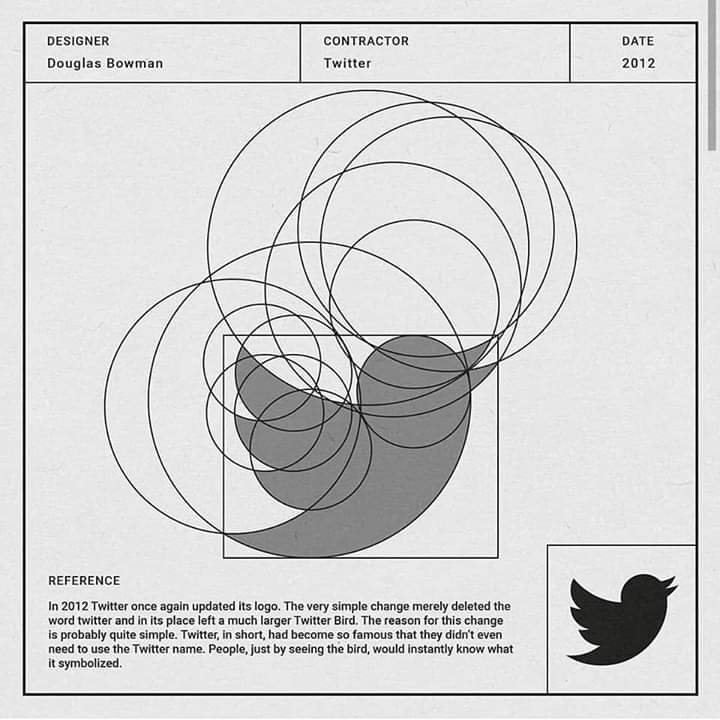 DESIGNER
Douglas Bowman
CONTRACTOR
Twitter
DATE
2012
REFERENCE
In 2012 Twitter once again updated its logo. The very simple change merely deleted the
word twitter and in its place left a much larger Twitter Bird. The reason for this change
is probably quite simple. Twitter, in short, had become so famous that they didn't even
need to use the Twitter name. People, just by seeing the bird, would instantly know what
it symbolized.